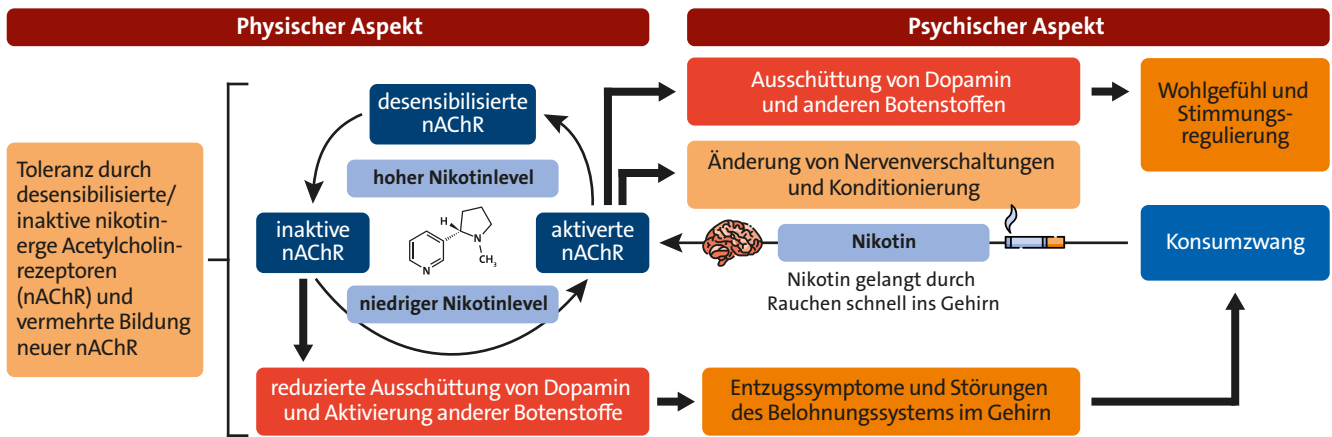 Physischer Aspekt
Psychischer Aspekt
Toleranz durch
desensibilisierte/
inaktive nikotin-
erge Acetylcholin-
rezeptoren
(nAChR) und
vermehrte Bildung
neuer nAChR
desensibilisierte
nAChR
hoher Nikotinlevel
inaktive
nAChR
H
N
CH₃
N
aktivierte
nAChR
niedriger Nikotinlevel
reduzierte Ausschüttung von Dopamin
und Aktivierung anderer Botenstoffe
Ausschüttung von Dopamin
und anderen Botenstoffen
Wohlgefühl und
Stimmungs-
regulierung
Änderung von Nervenverschaltungen
und Konditionierung
Nikotin
Nikotin gelangt durch
Rauchen schnell ins Gehirn
Konsumzwang
Entzugssymptome und Störungen
des Belohnungssystems im Gehirn